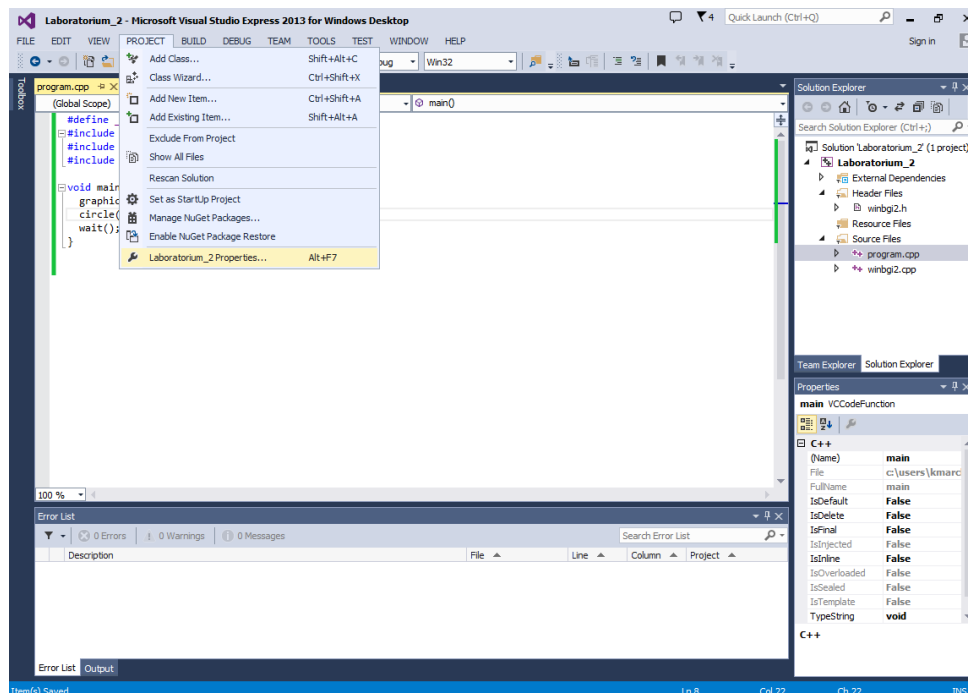 Laboratorium_2 - Microsoft Visual Studio Express 2013 for Windows Desktop
4
Quick Launch (Ctrl+Q)
FILE EDIT VIEW PROJECT BUILD DEBUG TEAM TOOLS TEST WINDOW HELP
Sign in
Win32
Toolbox
program.cpp
(Global Scope)
main()
#define _
#include
#include
#include
void main
circle(
wait();
}
Add Class... Shift+Alt+C
Class Wizard... Ctrl+Shift+X
Add New Item... Ctrl+Shift+A
Add Existing Item... Shift+Alt+A
Exclude From Project
Show All Files
Rescan Solution
Set as StartUp Project
Manage NuGet Packages...
Enable NuGet Package Restore
Laboratorium_2 Properties... Alt+F7
100 %
Error List
0 Errors 0 Warnings 0 Messages
Search Error List
Description File Line Column Project
Error List Output
Solution Explorer
Search Solution Explorer (Ctrl+;)
Solution 'Laboratorium_2' (1 project)
Laboratorium_2
External Dependencies
Header Files
winbgi2.h
Resource Files
Source Files
program.cpp
winbgi2.cpp
Team Explorer Solution Explorer
Properties
main VCCodeFunction
C++
(Name) main
File c:\users\kmarc
FullName main
IsDefault False
IsDelete False
IsFinal False
IsInjected False
IsInline False
IsOverloaded False
IsSealed False
IsTemplate False
TypeString void
C++
Item(s) Saved
Ln 8 Col 22 Ch 22 INS